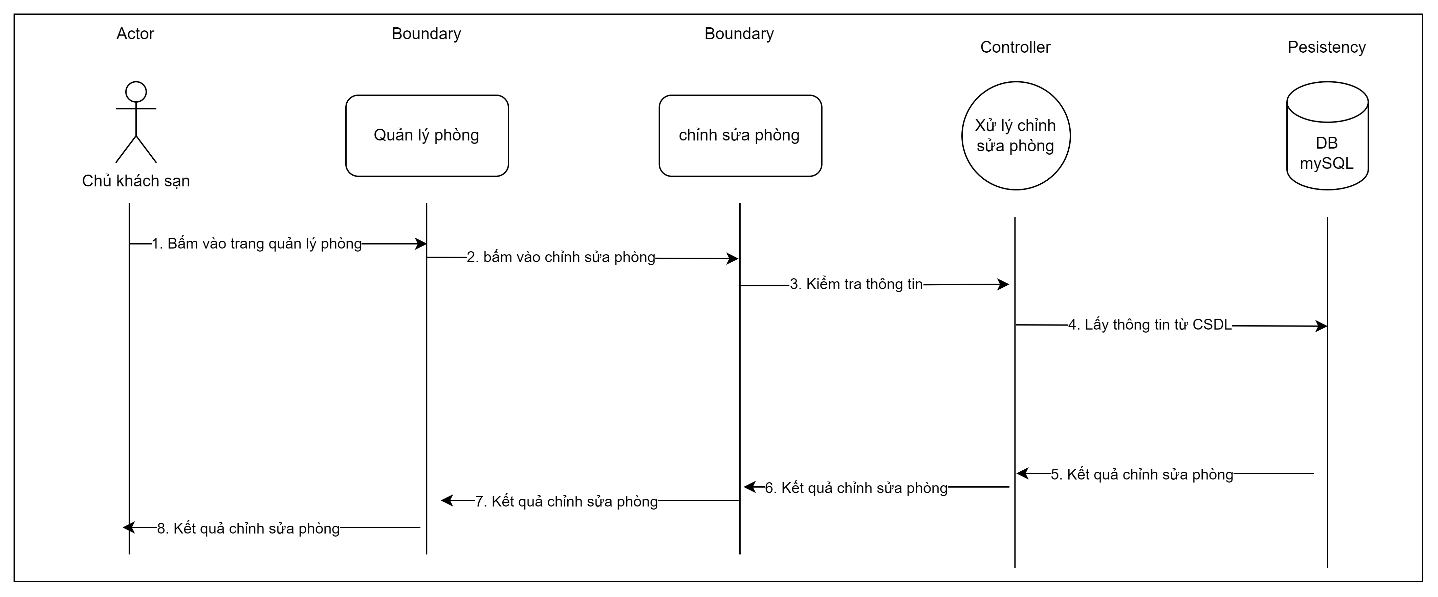 Actor
Boundary
Boundary
Controller
Pesistency
Quán lý phòng
chính sứa phòng
Xử lý chỉnh
sửa phòng
DB
mySQL
Chủ khách sạn
1. Bấm vào trang quản lý phòng
2. bấm vào chỉnh sửa phòng
3. Kiểm tra thông tin
4. Lấy thông tin từ CSDL
5. Kết quả chỉnh sửa phòng
6. Kết quả chỉnh sửa phòng
7. Kết quả chỉnh sửa phòng
8. Kết quả chỉnh sửa phòng